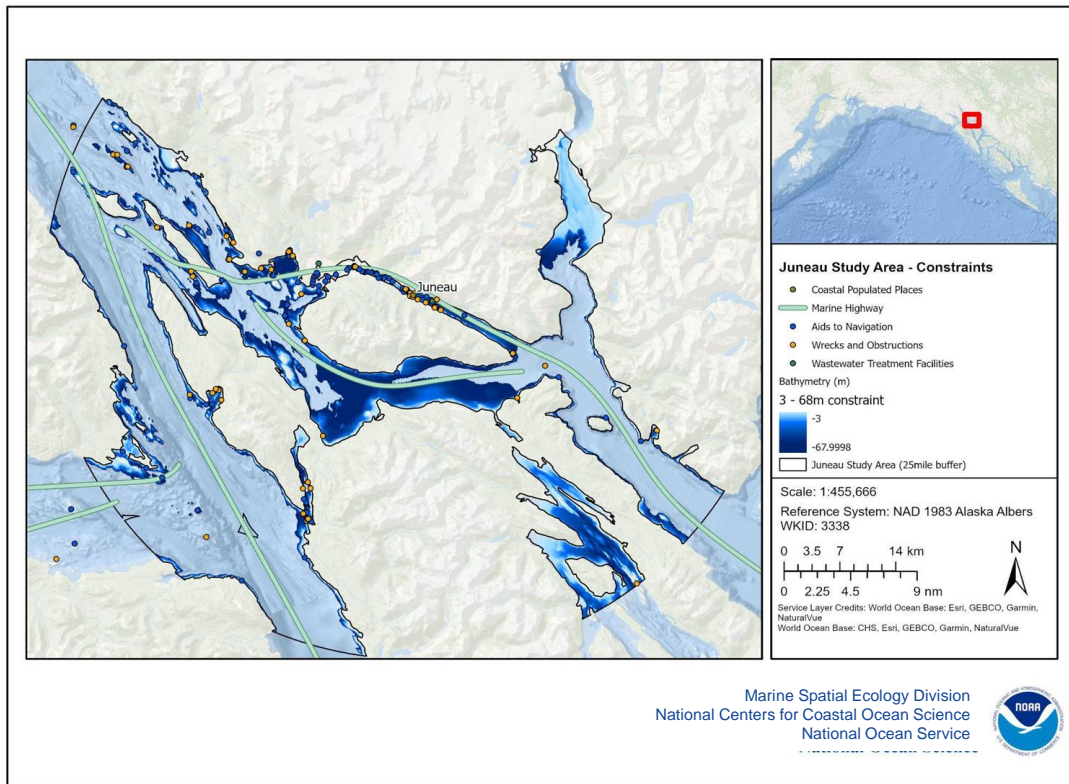 Juneau
Juneau Study Area - Constraints
Coastal Populated Places
Marine Highway
Aids to Navigation
Wrecks and Obstructions
Wastewater Treatment Facilities
Bathymetry (m)
3 - 68m constraint
-3
-67.9998
Juneau Study Area (25mile buffer)
Scale: 1:455,666
Reference System: NAD 1983 Alaska Albers
WKID: 3338
0 3.5 7 14 km
0 2.25 4.5 9 nm
N
Service Layer Credits: World Ocean Base: Esri, GEBCO, Garmin,
NaturalVue
World Ocean Base: CHS, Esri, GEBCO, Garmin, NaturalVue
Marine Spatial Ecology Division
National Centers for Coastal Ocean Science
National Ocean Service
NOAA